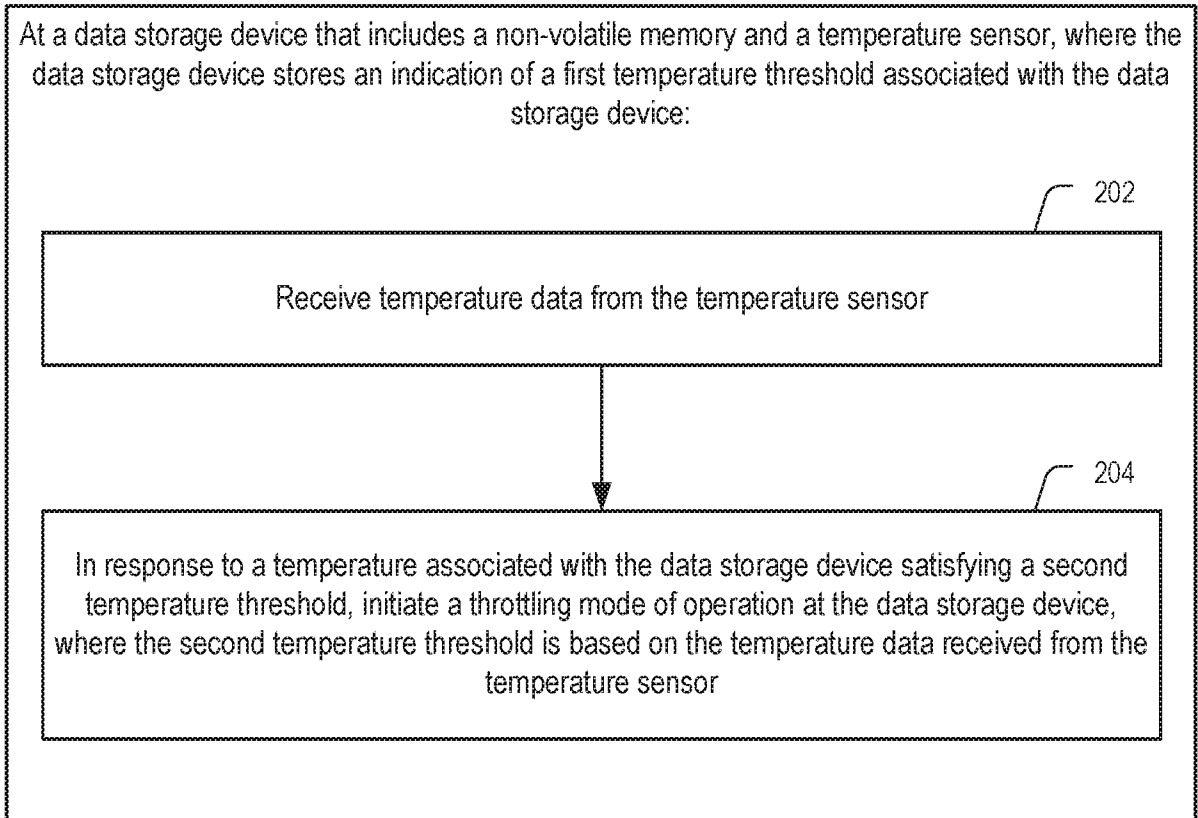 At a data storage device that includes a non-volatile memory and a temperature sensor, where the
data storage device stores an indication of a first temperature threshold associated with the data
storage device:
202
Receive temperature data from the temperature sensor
204
In response to a temperature associated with the data storage device satisfying a second
temperature threshold, initiate a throttling mode of operation at the data storage device,
where the second temperature threshold is based on the temperature data received from the
temperature sensor